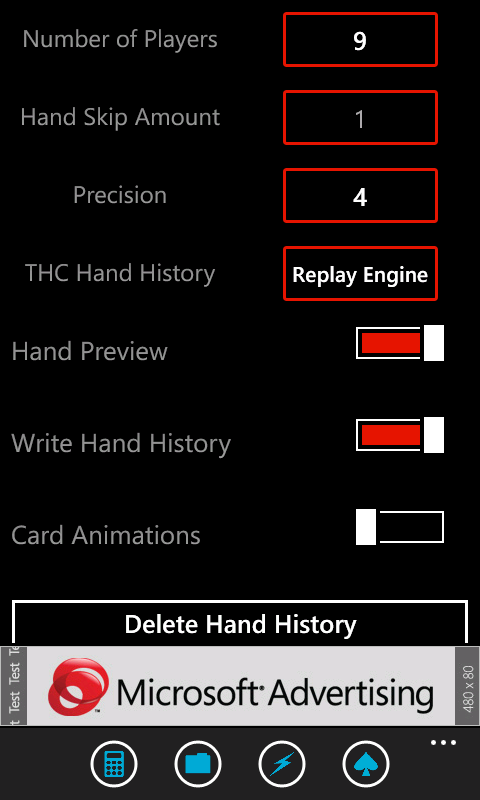 Number of Players
9
Hand Skip Amount
1
Precision
4
THC Hand History
Replay Engine
Hand Preview
Write Hand History
Card Animations
Delete Hand History
Test Test
Microsoft® Advertising
™
480 x 80